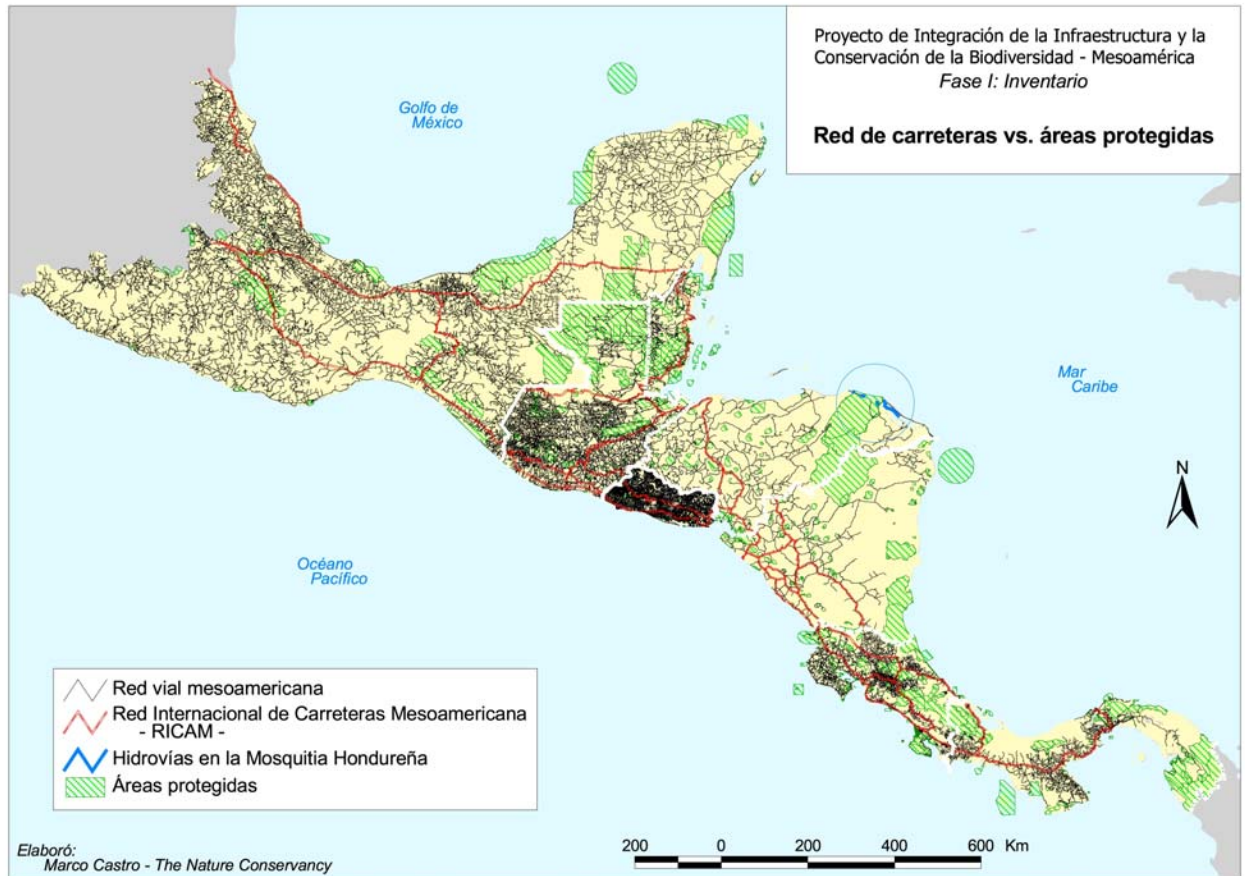 Proyecto de Integración de la Infraestructura y la
Conservación de la Biodiversidad - Mesoamérica
Fase I: Inventario
Red de carreteras vs. áreas protegidas
Golfo de
México
Mar
Caribe
N
Océano
Pacífico
Red vial mesoamericana
Red Internacional de Carreteras Mesoamericana
- RICAM -
Hidrovías en la Mosquitia Hondureña
Áreas protegidas
Elaboró:
Marco Castro - The Nature Conservancy
200 0 200 400 600 Km